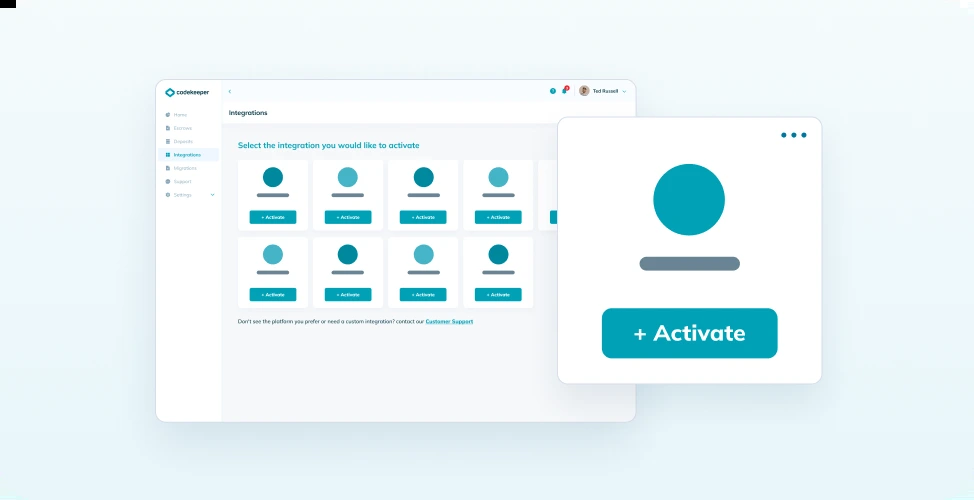 codekeeper
Ted Russell
Home
Escrows
Deposits
Integrations
Migrations
Support
Settings
Integrations
Select the integration you would like to activate
+ Activate
+ Activate
+ Activate
+ Activate
+ Activate
+ Activate
+ Activate
+ Activate
Don't see the platform you prefer or need a custom integration? contact our Customer Support
+ Activate